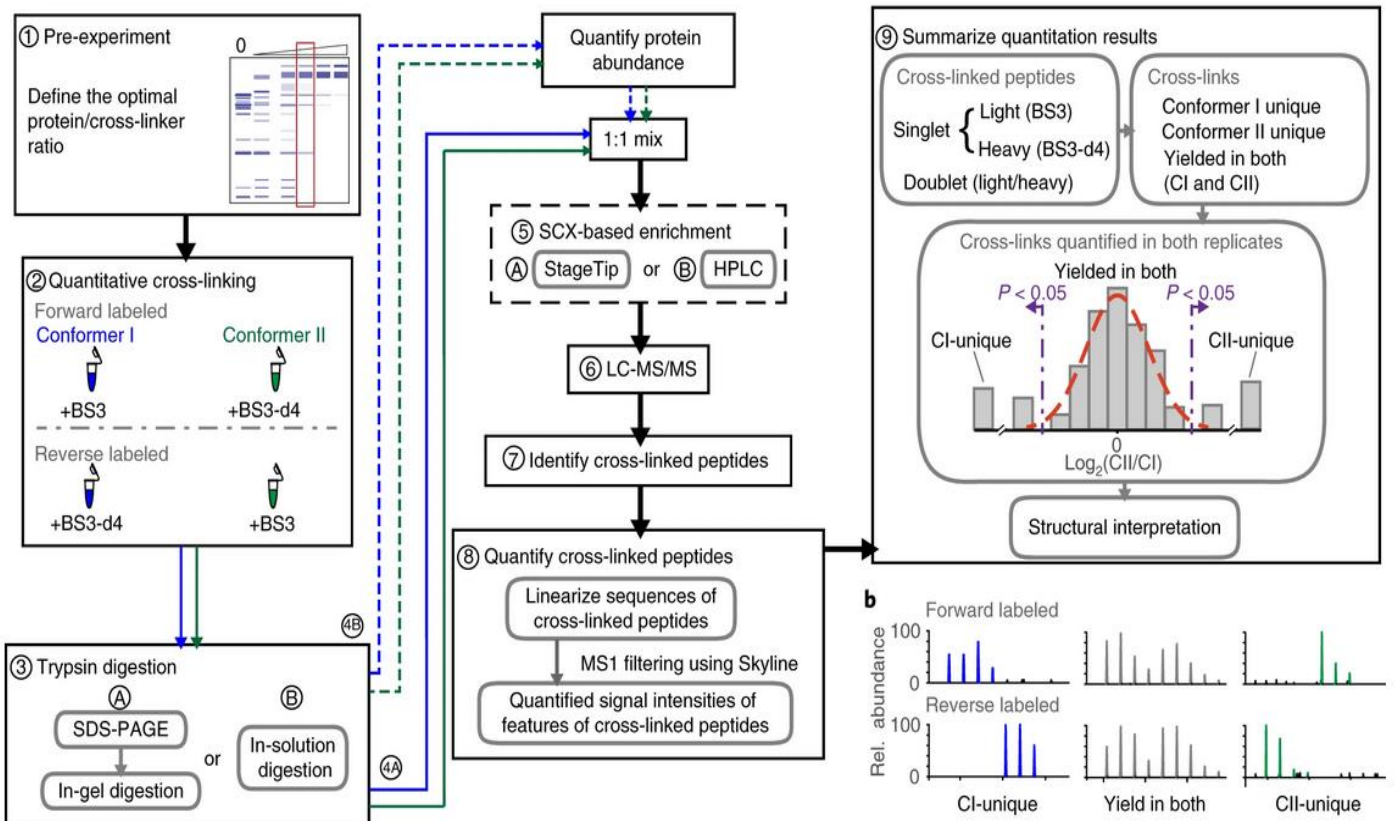 ① Pre-experiment
0
Define the optimal
protein/cross-linker
ratio
② Quantitative cross-linking
Forward labeled
Conformer I
Conformer II
+BS3
+BS3-d4
Reverse labeled
+BS3-d4
+BS3
4B
③ Trypsin digestion
Ⓐ
SDS-PAGE
In-gel digestion
or
Ⓑ
In-solution
digestion
4A
Quantify protein
abundance
1:1 mix
⑤ SCX-based enrichment
Ⓐ StageTip or Ⓑ HPLC
⑥ LC-MS/MS
⑦ Identify cross-linked peptides
⑧ Quantify cross-linked peptides
Linearize sequences of
cross-linked peptides
MS1 filtering using Skyline
Quantified signal intensities of
features of cross-linked peptides
⑨ Summarize quantitation results
Cross-linked peptides
Singlet { Light (BS3)
Heavy (BS3-d4)
Doublet (light/heavy)
Cross-links
Conformer I unique
Conformer II unique
Yielded in both
(CI and CII)
Cross-links quantified in both replicates
Yielded in both
P < 0.05
P < 0.05
CI-unique
CII-unique
0
Log₂(CII/CI)
Structural interpretation
b
Forward labeled
100
0
Reverse labeled
100
0
Rel. abundance
CI-unique
Yield in both
CII-unique